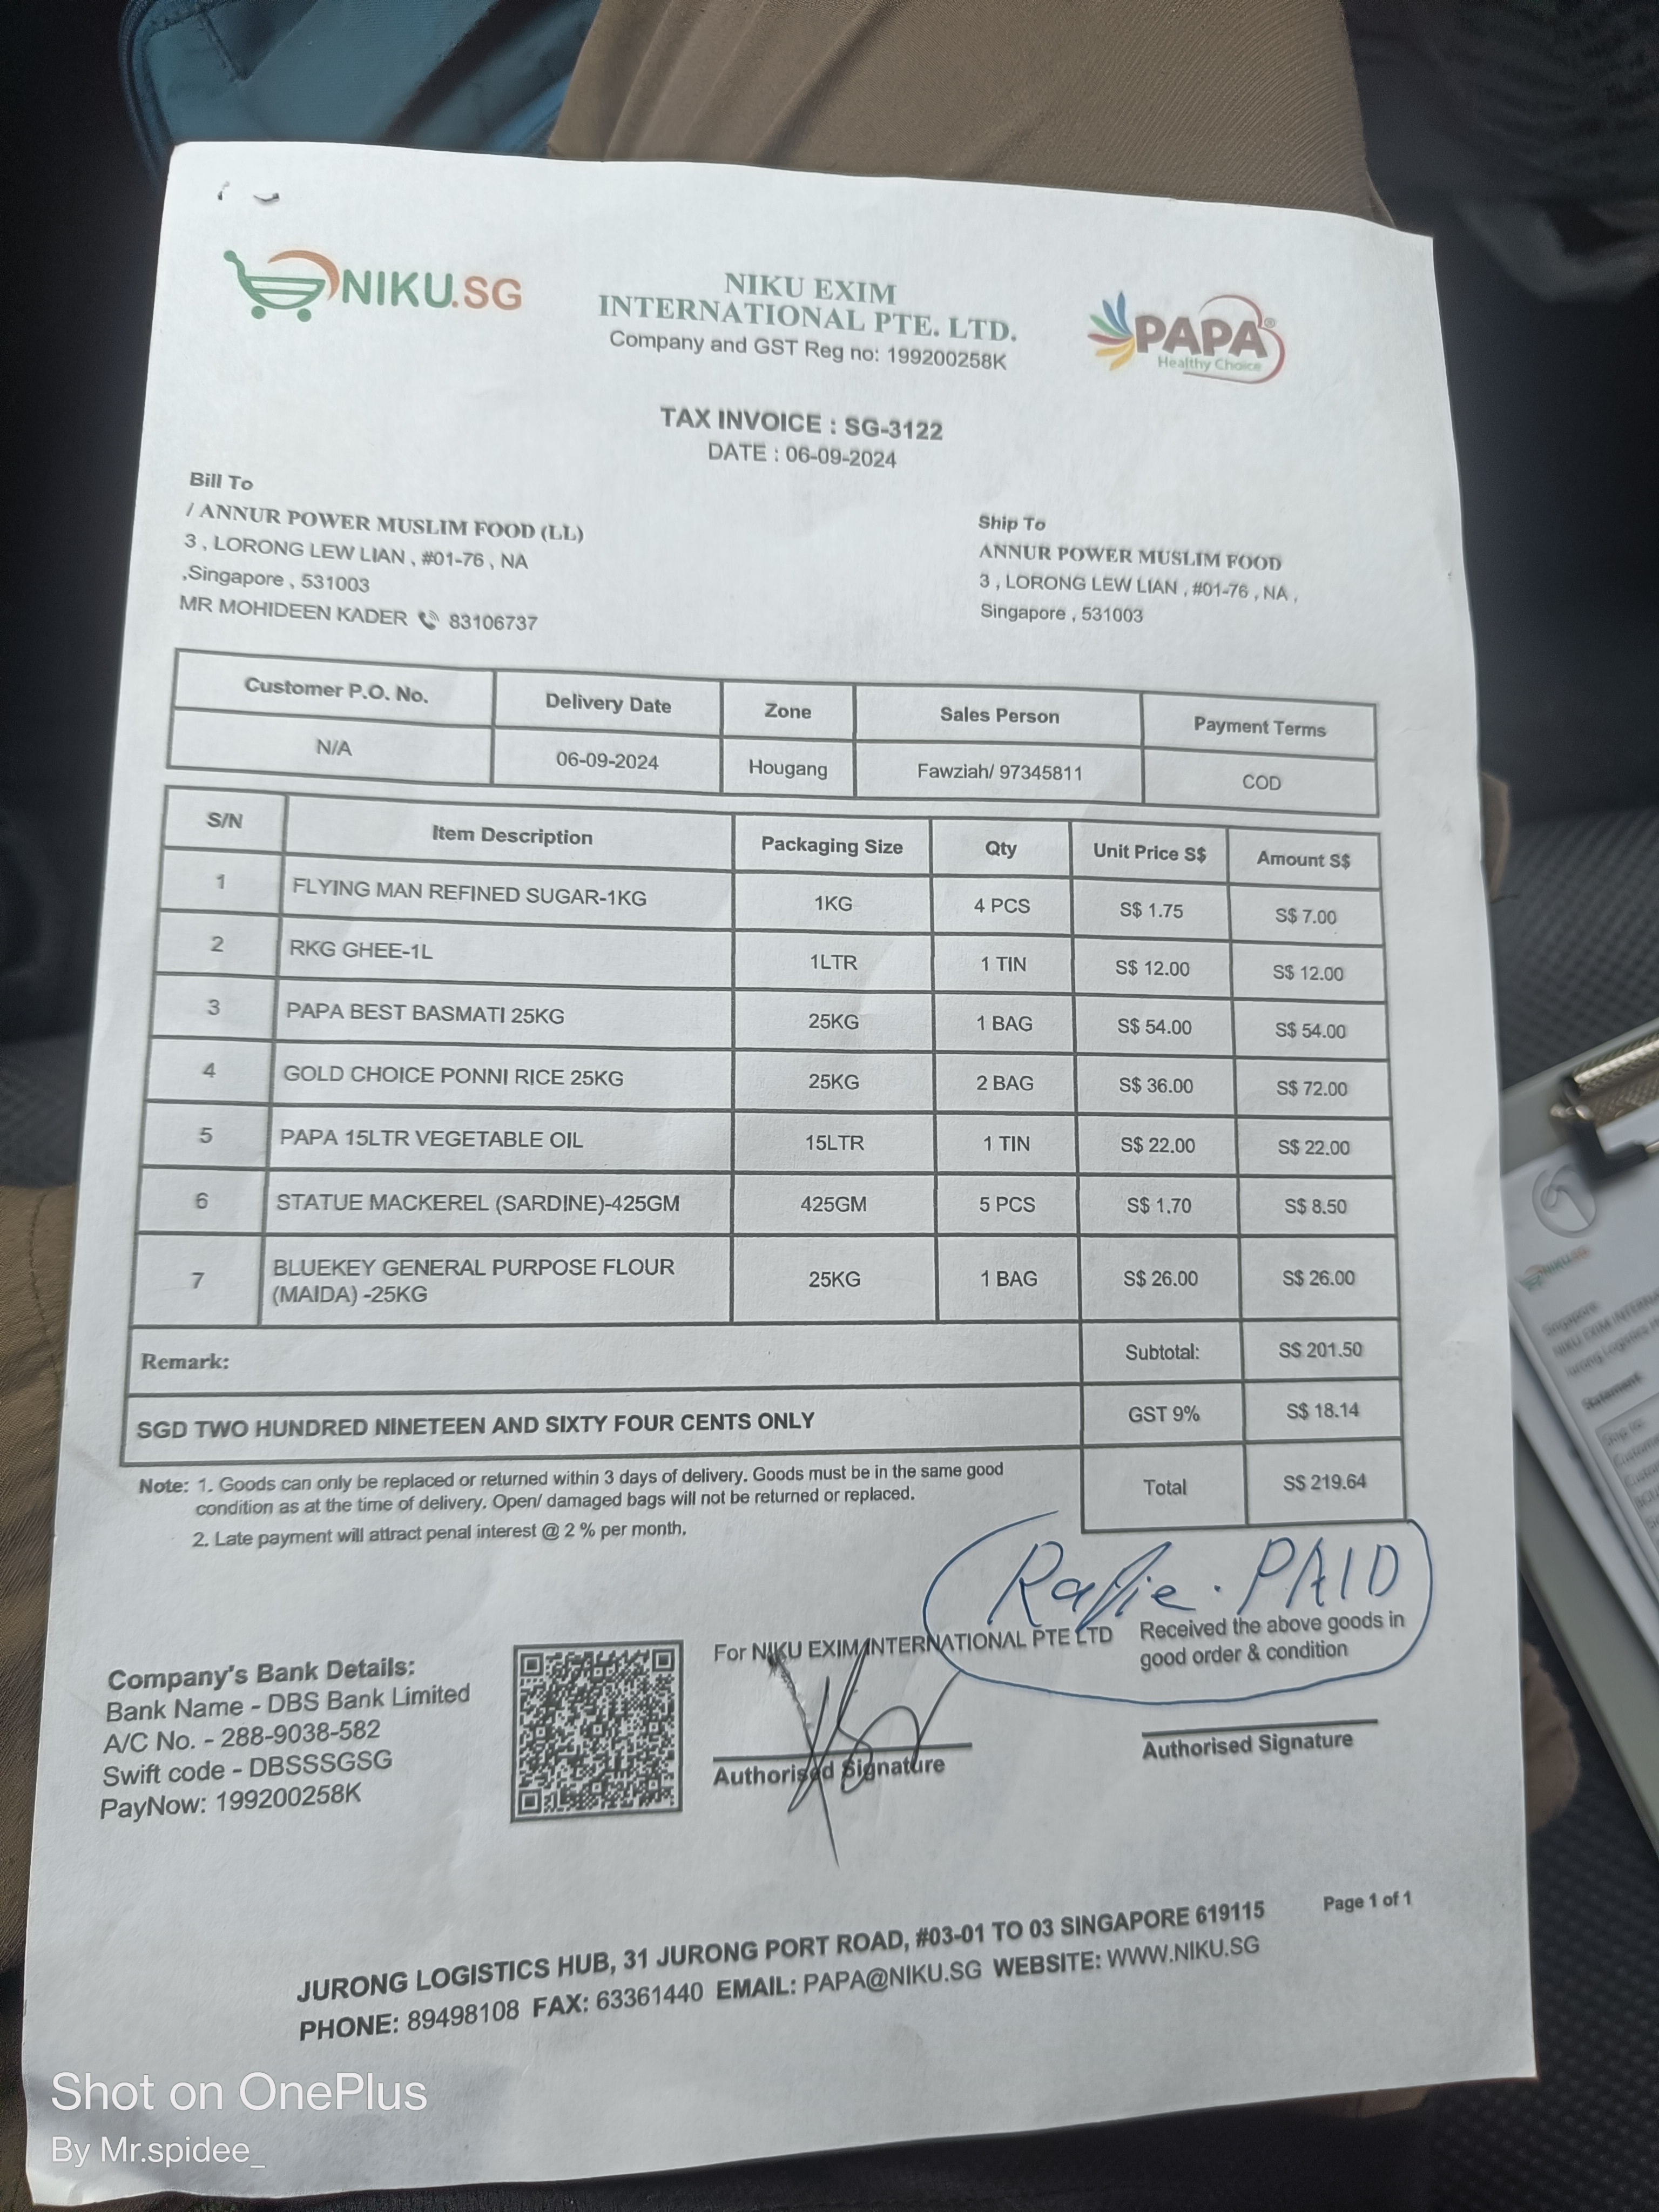 NIKU.SG
NIKU EXIM
INTERNATIONAL PTE. LTD.
Company and GST Reg no: 199200258K
PAPA®
Healthy Choice
TAX INVOICE : SG-3122
DATE : 06-09-2024
Bill To
/ ANNUR POWER MUSLIM FOOD (LL)
3 , LORONG LEW LIAN , #01-76 , NA
,Singapore , 531003
MR MOHIDEEN KADER 83106737
Ship To
ANNUR POWER MUSLIM FOOD
3 , LORONG LEW LIAN , #01-76 , NA ,
Singapore , 531003
Customer P.O. No. Delivery Date Zone Sales Person Payment Terms
N/A 06-09-2024 Hougang Fawziah/ 97345811 COD
S/N Item Description Packaging Size Qty Unit Price S$ Amount S$
1 FLYING MAN REFINED SUGAR-1KG 1KG 4 PCS S$ 1.75 S$ 7.00
2 RKG GHEE-1L 1LTR 1 TIN S$ 12.00 S$ 12.00
3 PAPA BEST BASMATI 25KG 25KG 1 BAG S$ 54.00 S$ 54.00
4 GOLD CHOICE PONNI RICE 25KG 25KG 2 BAG S$ 36.00 S$ 72.00
5 PAPA 15LTR VEGETABLE OIL 15LTR 1 TIN S$ 22.00 S$ 22.00
6 STATUE MACKEREL (SARDINE)-425GM 425GM 5 PCS S$ 1.70 S$ 8.50
7 BLUEKEY GENERAL PURPOSE FLOUR
(MAIDA) -25KG 25KG 1 BAG S$ 26.00 S$ 26.00
Remark: Subtotal: S$ 201.50
SGD TWO HUNDRED NINETEEN AND SIXTY FOUR CENTS ONLY GST 9% S$ 18.14
Total S$ 219.64
Note: 1. Goods can only be replaced or returned within 3 days of delivery. Goods must be in the same good
condition as at the time of delivery. Open/ damaged bags will not be returned or replaced.
2. Late payment will attract penal interest @ 2 % per month.
PAID
Company's Bank Details:
Bank Name - DBS Bank Limited
A/C No. - 288-9038-582
Swift code - DBSSSGSG
PayNow: 199200258K
For NIKU EXIM INTERNATIONAL PTE LTD
Authorised Signature
Received the above goods in
good order & condition
Authorised Signature
Page 1 of 1
JURONG LOGISTICS HUB, 31 JURONG PORT ROAD, #03-01 TO 03 SINGAPORE 619115
PHONE: 89498108 FAX: 63361440 EMAIL: PAPA@NIKU.SG WEBSITE: WWW.NIKU.SG
NIKU.SG
Singapore
Statement
Shot on OnePlus
By Mr.spidee_